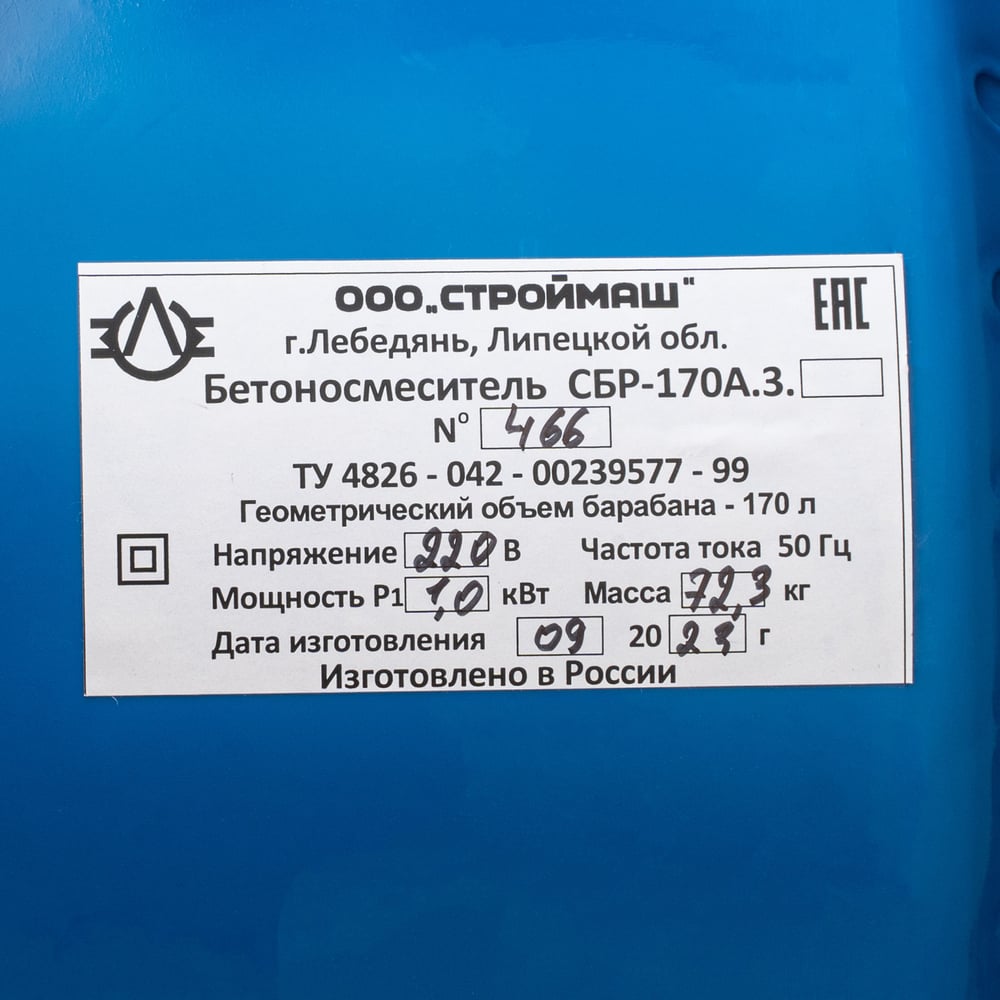 ООО„СТРОЙМАШ"
ЕАС
г.Лебедянь, Липецкой обл.
Бетоносмеситель СБР-170А.3.
Nº 466
ТУ 4826 - 042 - 00239577 - 99
Геометрический объем барабана - 170 л
Напряжение 220 В Частота тока 50 Гц
Мощность Р1 1,0 кВт Масса 72,3 кг
Дата изготовления 09 20 23 г
Изготовлено в России